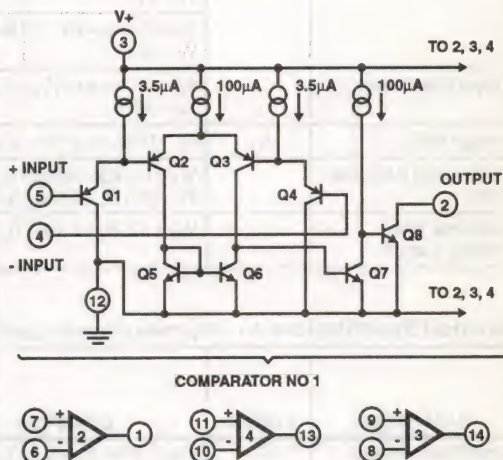 V+
3 TO 2, 3, 4
3.5µA 100µA 3.5µA 100µA
+ INPUT Q2 Q3 OUTPUT
5 Q1 Q4 2
4 Q8
- INPUT Q5 Q6 Q7
12 TO 2, 3, 4
COMPARATOR NO 1
7 + 11 + 9 +
2 1 4 13 3 14
6 - 10 - 8 -